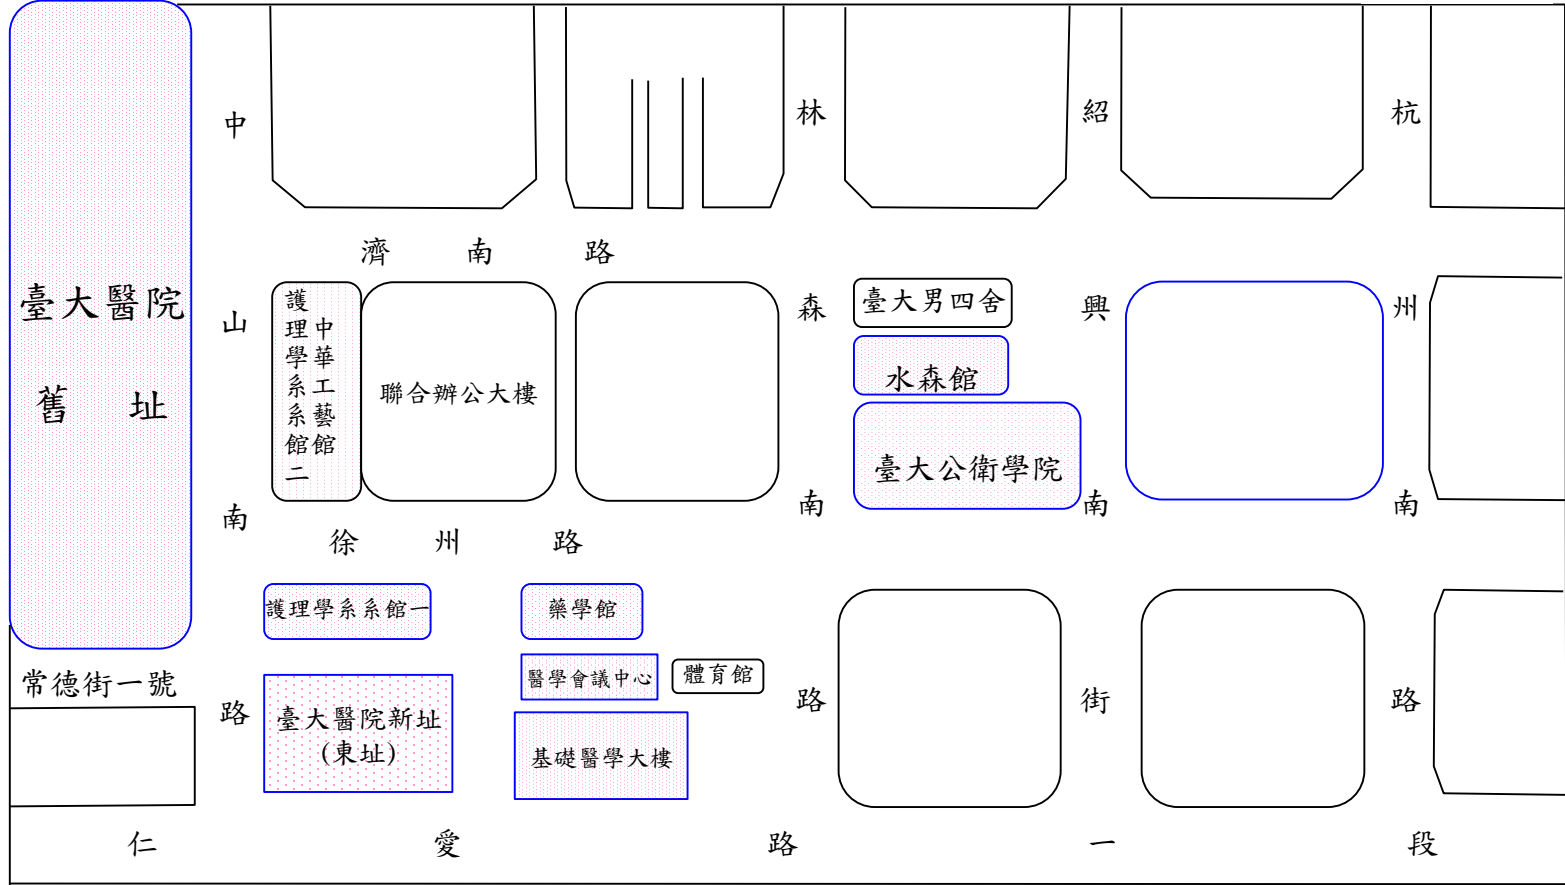 臺大醫院
舊 址
常德街一號
中山南路
濟南路
林森南路
紹興南街
杭州南路
護理學系系館二
中華工藝館
聯合辦公大樓
臺大男四舍
水森館
臺大公衛學院
徐州路
護理學系系館一
藥學館
醫學會議中心
體育館
臺大醫院新址
(東址)
基礎醫學大樓
仁愛路一段